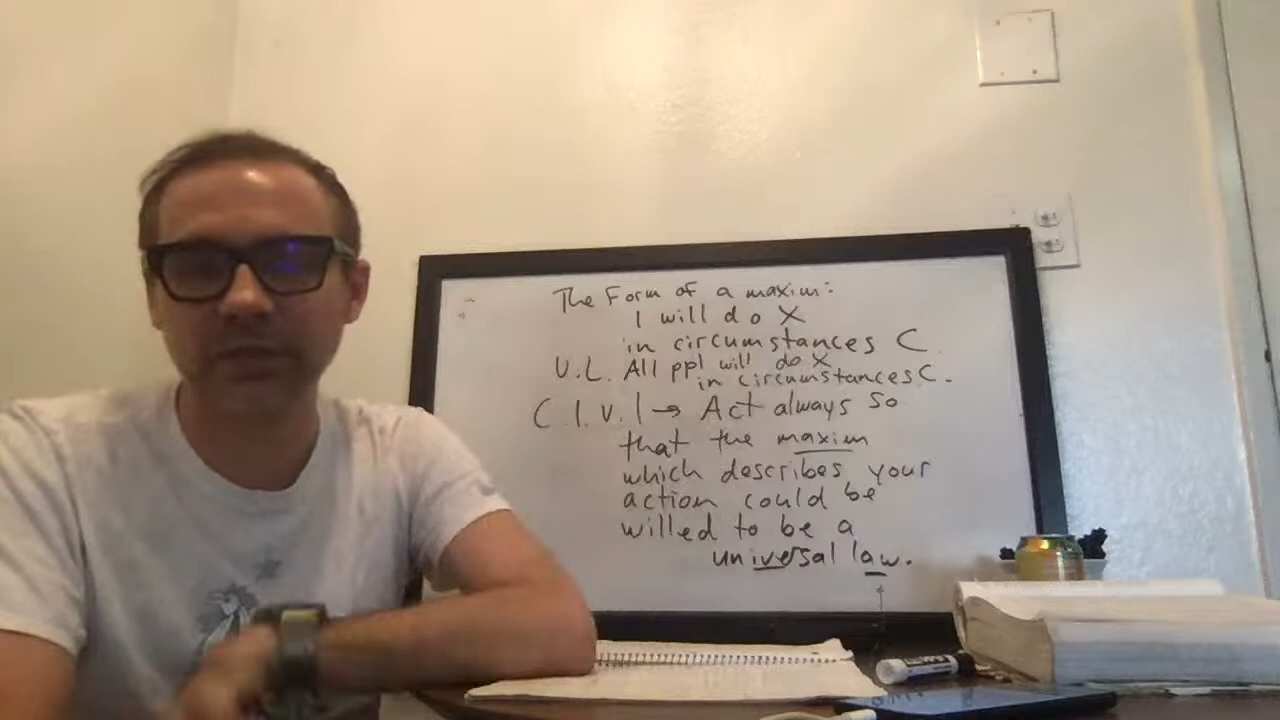 The Form of a maxim:
I will do X
in circumstances C.
U.L. All ppl will do X
in circumstances C.
C.I.V.1 → Act always so
that the maxim
which describes your
action could be
willed to be a
universal law.
EXPO